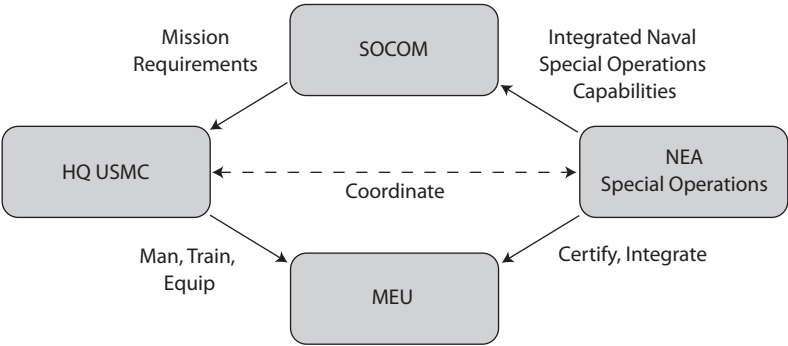 Mission
Requirements
SOCOM
Integrated Naval
Special Operations
Capabilities
HQ USMC
Coordinate
NEA
Special Operations
Man, Train,
Equip
MEU
Certify, Integrate